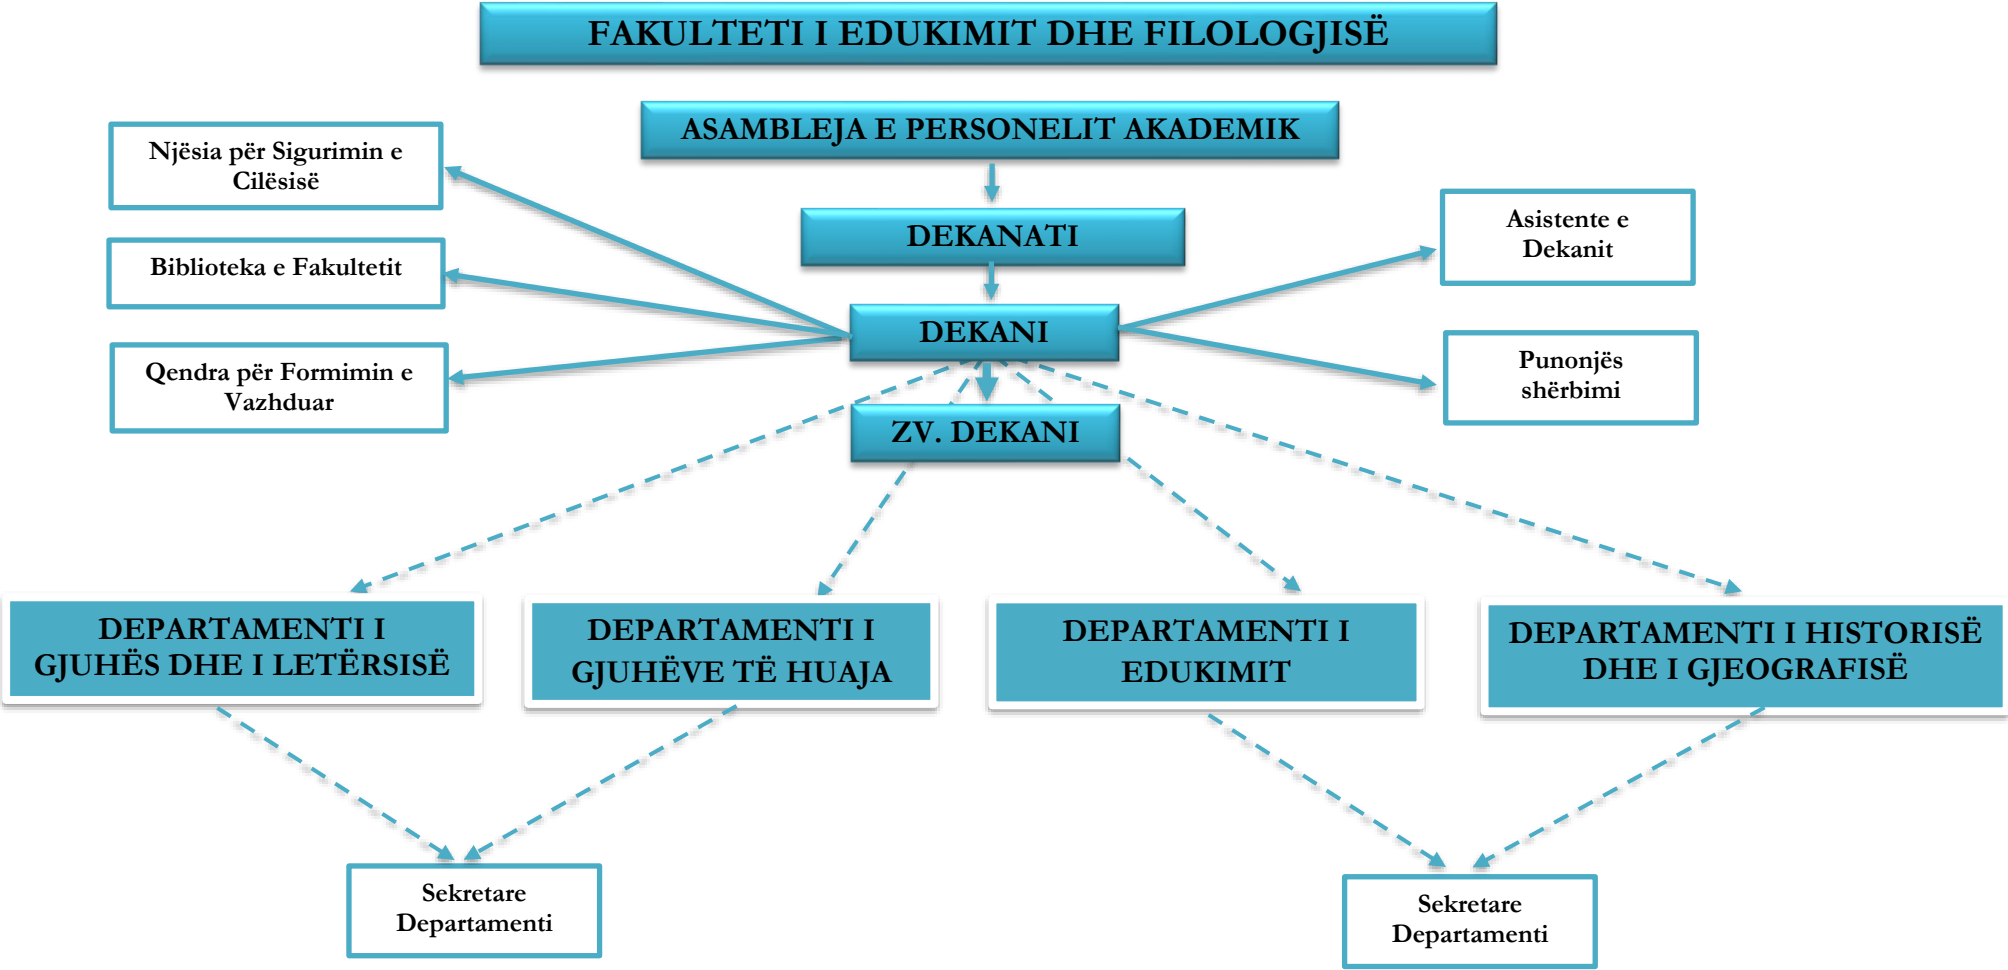 FAKULTETI I EDUKIMIT DHE FILOLOGJISË
ASAMBLEJA E PERSONELIT AKADEMIK
Njësia për Sigurimin e
Cilësisë
DEKANATI
Asistente e
Dekanit
Biblioteka e Fakultetit
DEKANI
Qendra për Formimin e
Vazhduar
Punonjës
shërbimi
ZV. DEKANI
DEPARTAMENTI I
GJUHËS DHE I LETËRSISË
DEPARTAMENTI I
GJUHËVE TË HUAJA
DEPARTAMENTI I
EDUKIMIT
DEPARTAMENTI I HISTORISË
DHE I GJEOGRAFISË
Sekretare
Departamenti
Sekretare
Departamenti